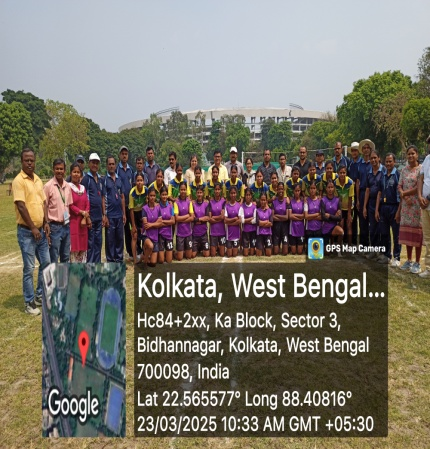 GPS Map Camera
Kolkata, West Bengal...
Hc84+2xx, Ka Block, Sector 3,
Bidhannagar, Kolkata, West Bengal
700098, India
Lat 22.565577° Long 88.40816°
23/03/2025 10:33 AM GMT +05:30
Google